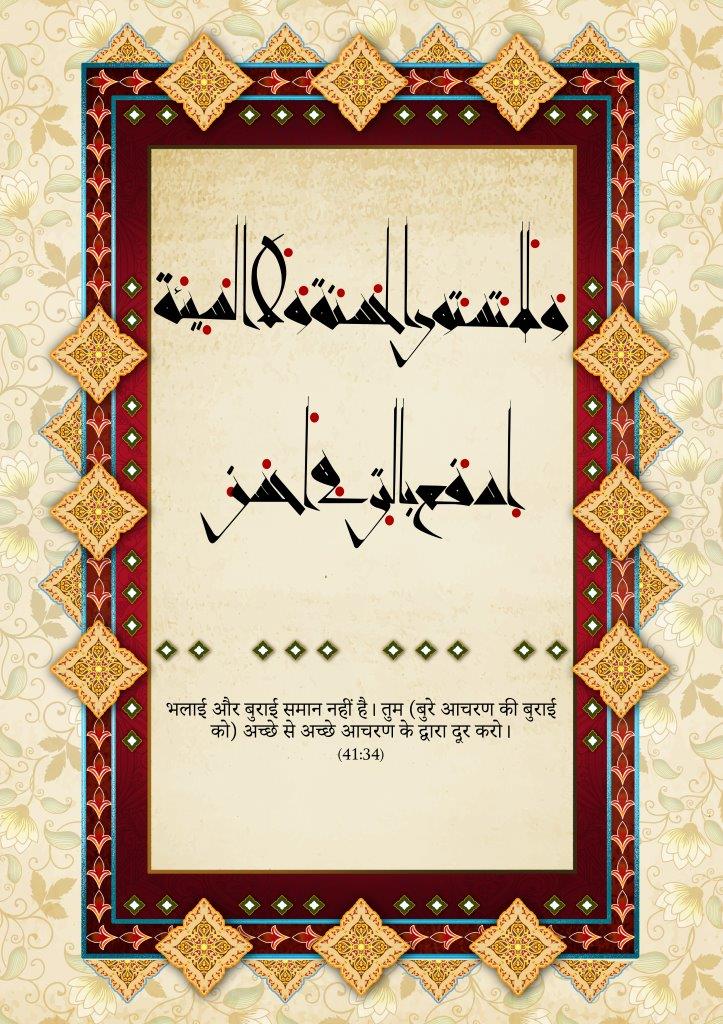 ولا تستوي الحسنة ولا السيئة
ادفع بالتي هي احسن
भलाई और बुराई समान नहीं है। तुम (बुरे आचरण की बुराई
को) अच्छे से अच्छे आचरण के द्वारा दूर करो।
(41:34)